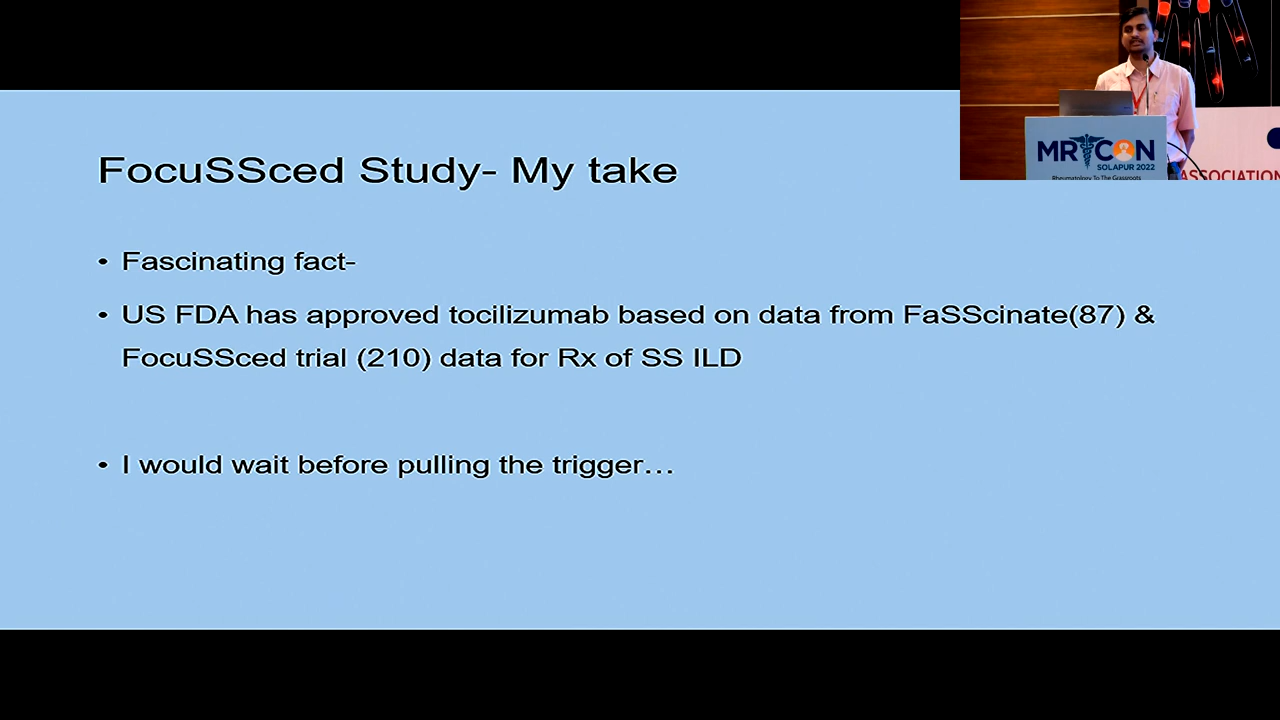 FocuSSced Study- My take
• Fascinating fact-
• US FDA has approved tocilizumab based on data from FaSScinate(87) &
FocuSSced trial (210) data for Rx of SS ILD
• I would wait before pulling the trigger...
MRCON
SOLAPUR 2022
Rheumatology To The Grassroots
ASSOCIATION